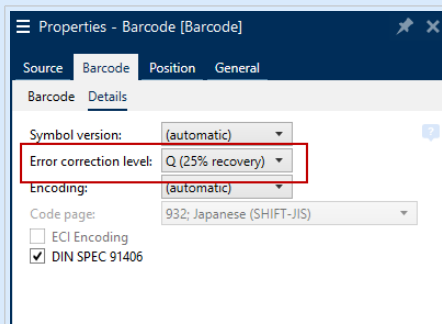 Properties - Barcode [Barcode]
Source Barcode Position General
Barcode Details
Symbol version: (automatic)
Error correction level: Q (25% recovery)
Encoding: (automatic)
Code page: 932; Japanese (SHIFT-JIS)
ECI Encoding
DIN SPEC 91406
?